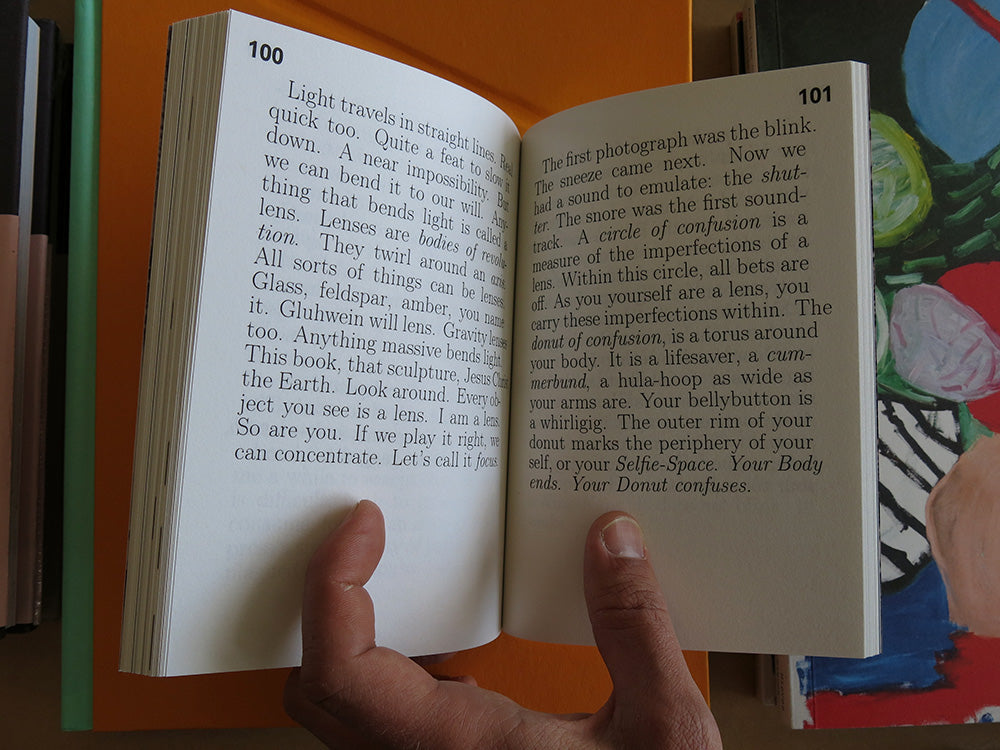 100
Light travels in straight lines. Real
quick too. Quite a feat to slow it
down. A near impossibility. But
we can bend it to our will. Any-
thing that bends light is called a
lens. Lenses are bodies of revolu-
tion. They twirl around an axis.
All sorts of things can be lenses.
Glass, feldspar, amber, you name
it. Gluhwein will lens. Gravity lenses
too. Anything massive bends light.
This book, that sculpture, Jesus Christ
the Earth. Look around. Every ob-
ject you see is a lens. I am a lens.
So are you. If we play it right, we
can concentrate. Let's call it focus.
101
The first photograph was the blink.
The sneeze came next. Now we
had a sound to emulate: the shut-
ter. The snore was the first sound-
track. A circle of confusion is a
measure of the imperfections of a
lens. Within this circle, all bets are
off. As you yourself are a lens, you
carry these imperfections within. The
donut of confusion, is a torus around
your body. It is a lifesaver, a cum-
merbund, a hula-hoop as wide as
your arms are. Your bellybutton is
a whirligig. The outer rim of your
donut marks the periphery of your
self, or your Selfie-Space. Your Body
ends. Your Donut confuses.